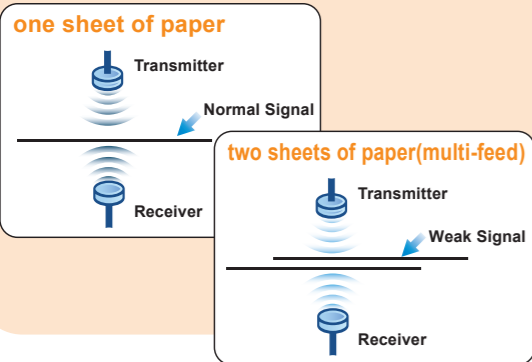 one sheet of paper
Transmitter
Normal Signal
Receiver
two sheets of paper(multi-feed)
Transmitter
Weak Signal
Receiver